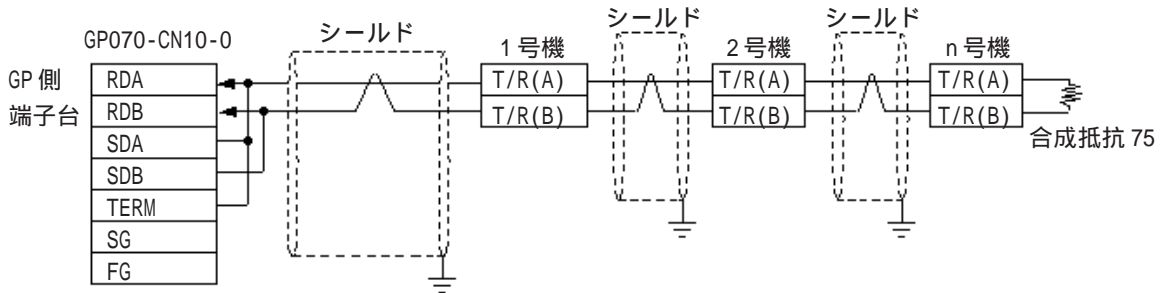 GP070-CN10-0
シールド
シールド
シールド
1号機
2号機
n号機
GP側
端子台
RDA
RDB
SDA
SDB
TERM
SG
FG
T/R(A)
T/R(B)
T/R(A)
T/R(B)
T/R(A)
T/R(B)
合成抵抗 75